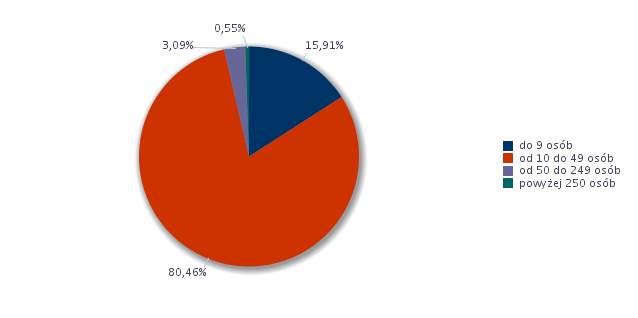 0,55%
3,09%
15,91%
80,46%
do 9 osób
od 10 do 49 osób
od 50 do 249 osób
powyżej 250 osób